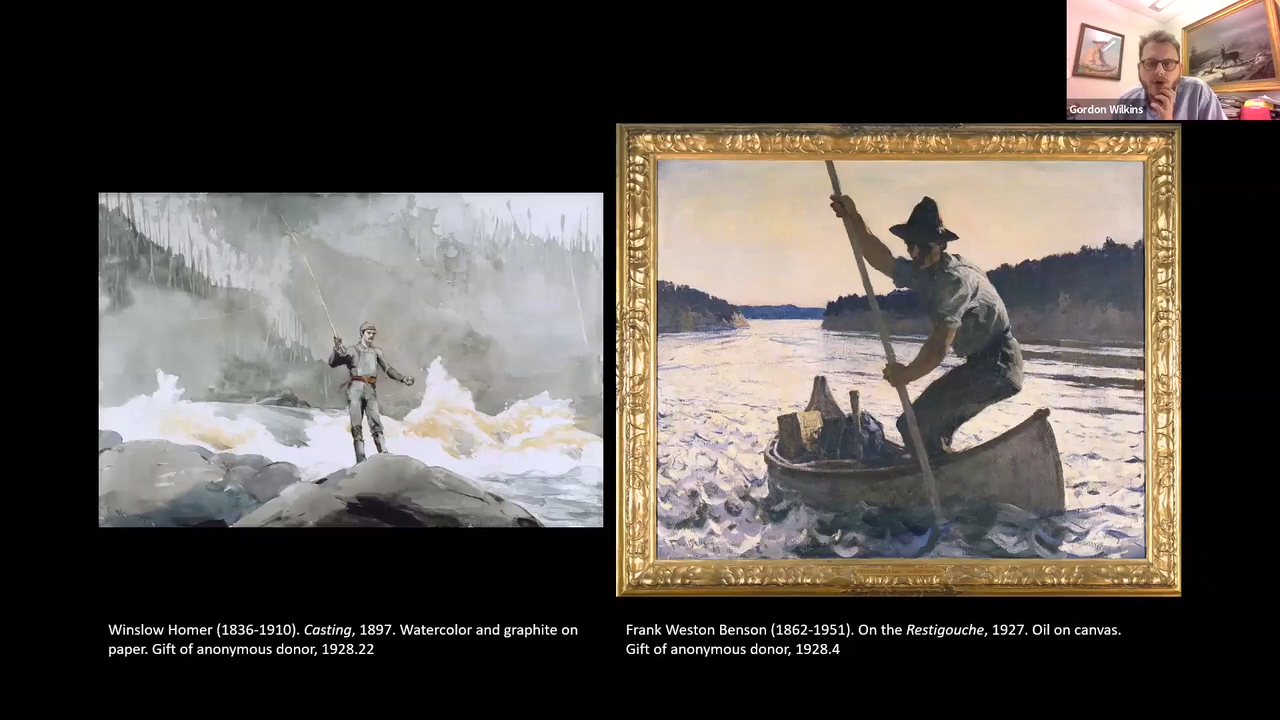 Gordon Wilkins
Winslow Homer (1836-1910). Casting, 1897. Watercolor and graphite on
paper. Gift of anonymous donor, 1928.22
Frank Weston Benson (1862-1951). On the Restigouche, 1927. Oil on canvas.
Gift of anonymous donor, 1928.4